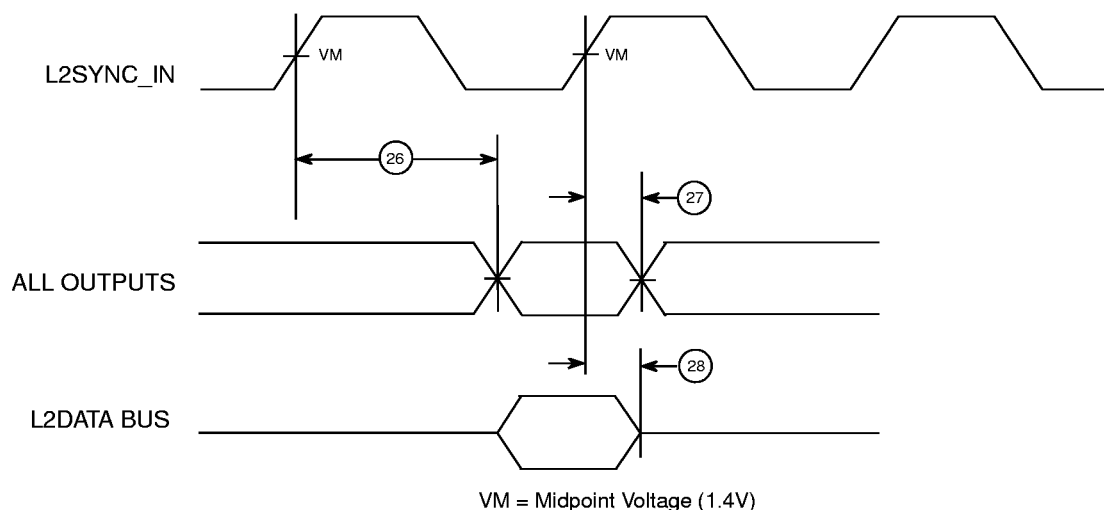 VM
VM
L2SYNC_IN
26
27
ALL OUTPUTS
28
L2DATA BUS
VM = Midpoint Voltage (1.4V)